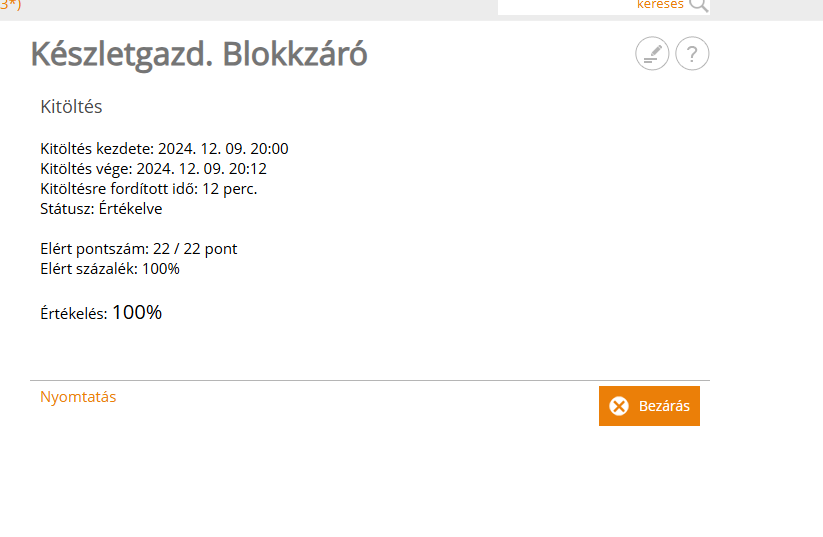 3*)
keresés
Készletgazd. Blokkzáró
?
Kitöltés
Kitöltés kezdete: 2024. 12. 09. 20:00
Kitöltés vége: 2024. 12. 09. 20:12
Kitöltésre fordított idő: 12 perc.
Státusz: Értékelve
Elért pontszám: 22 / 22 pont
Elért százalék: 100%
Értékelés: 100%
Nyomtatás
Bezárás